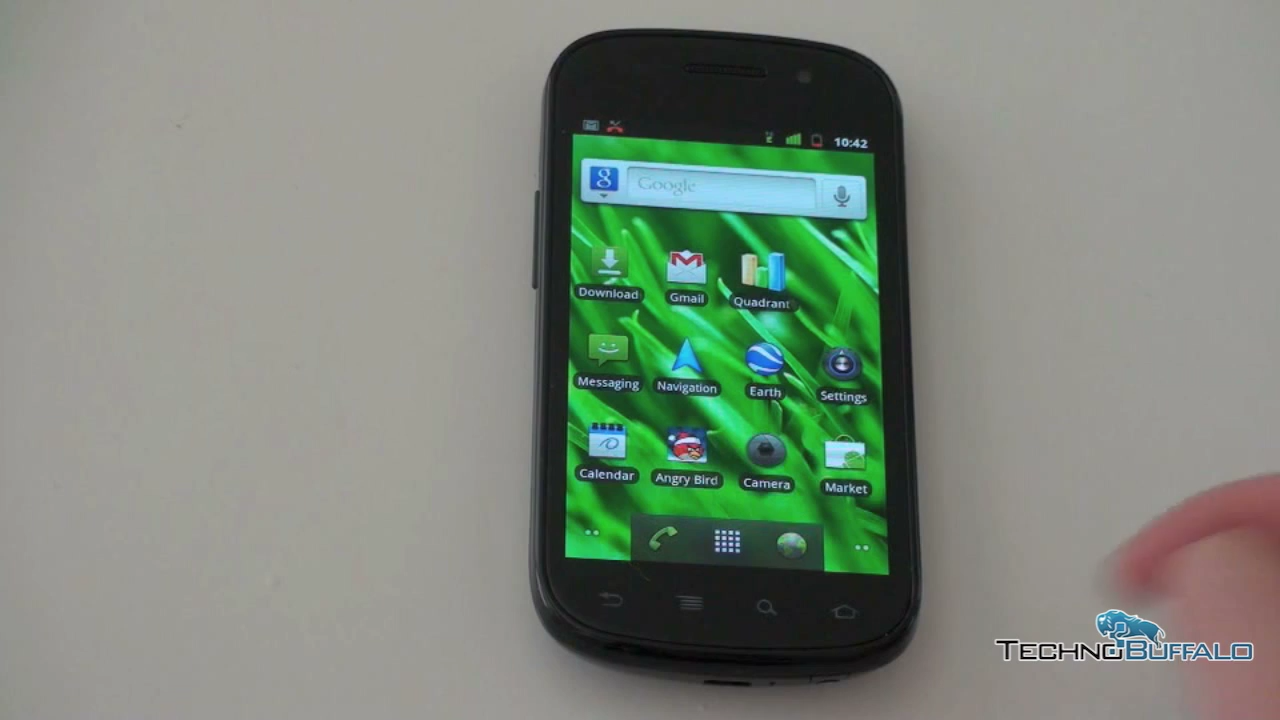 10:42
Google
Download Gmail Quadrant
Messaging Navigation Earth Settings
Calendar Angry Bird Camera Market
TECHNOBUFFALO